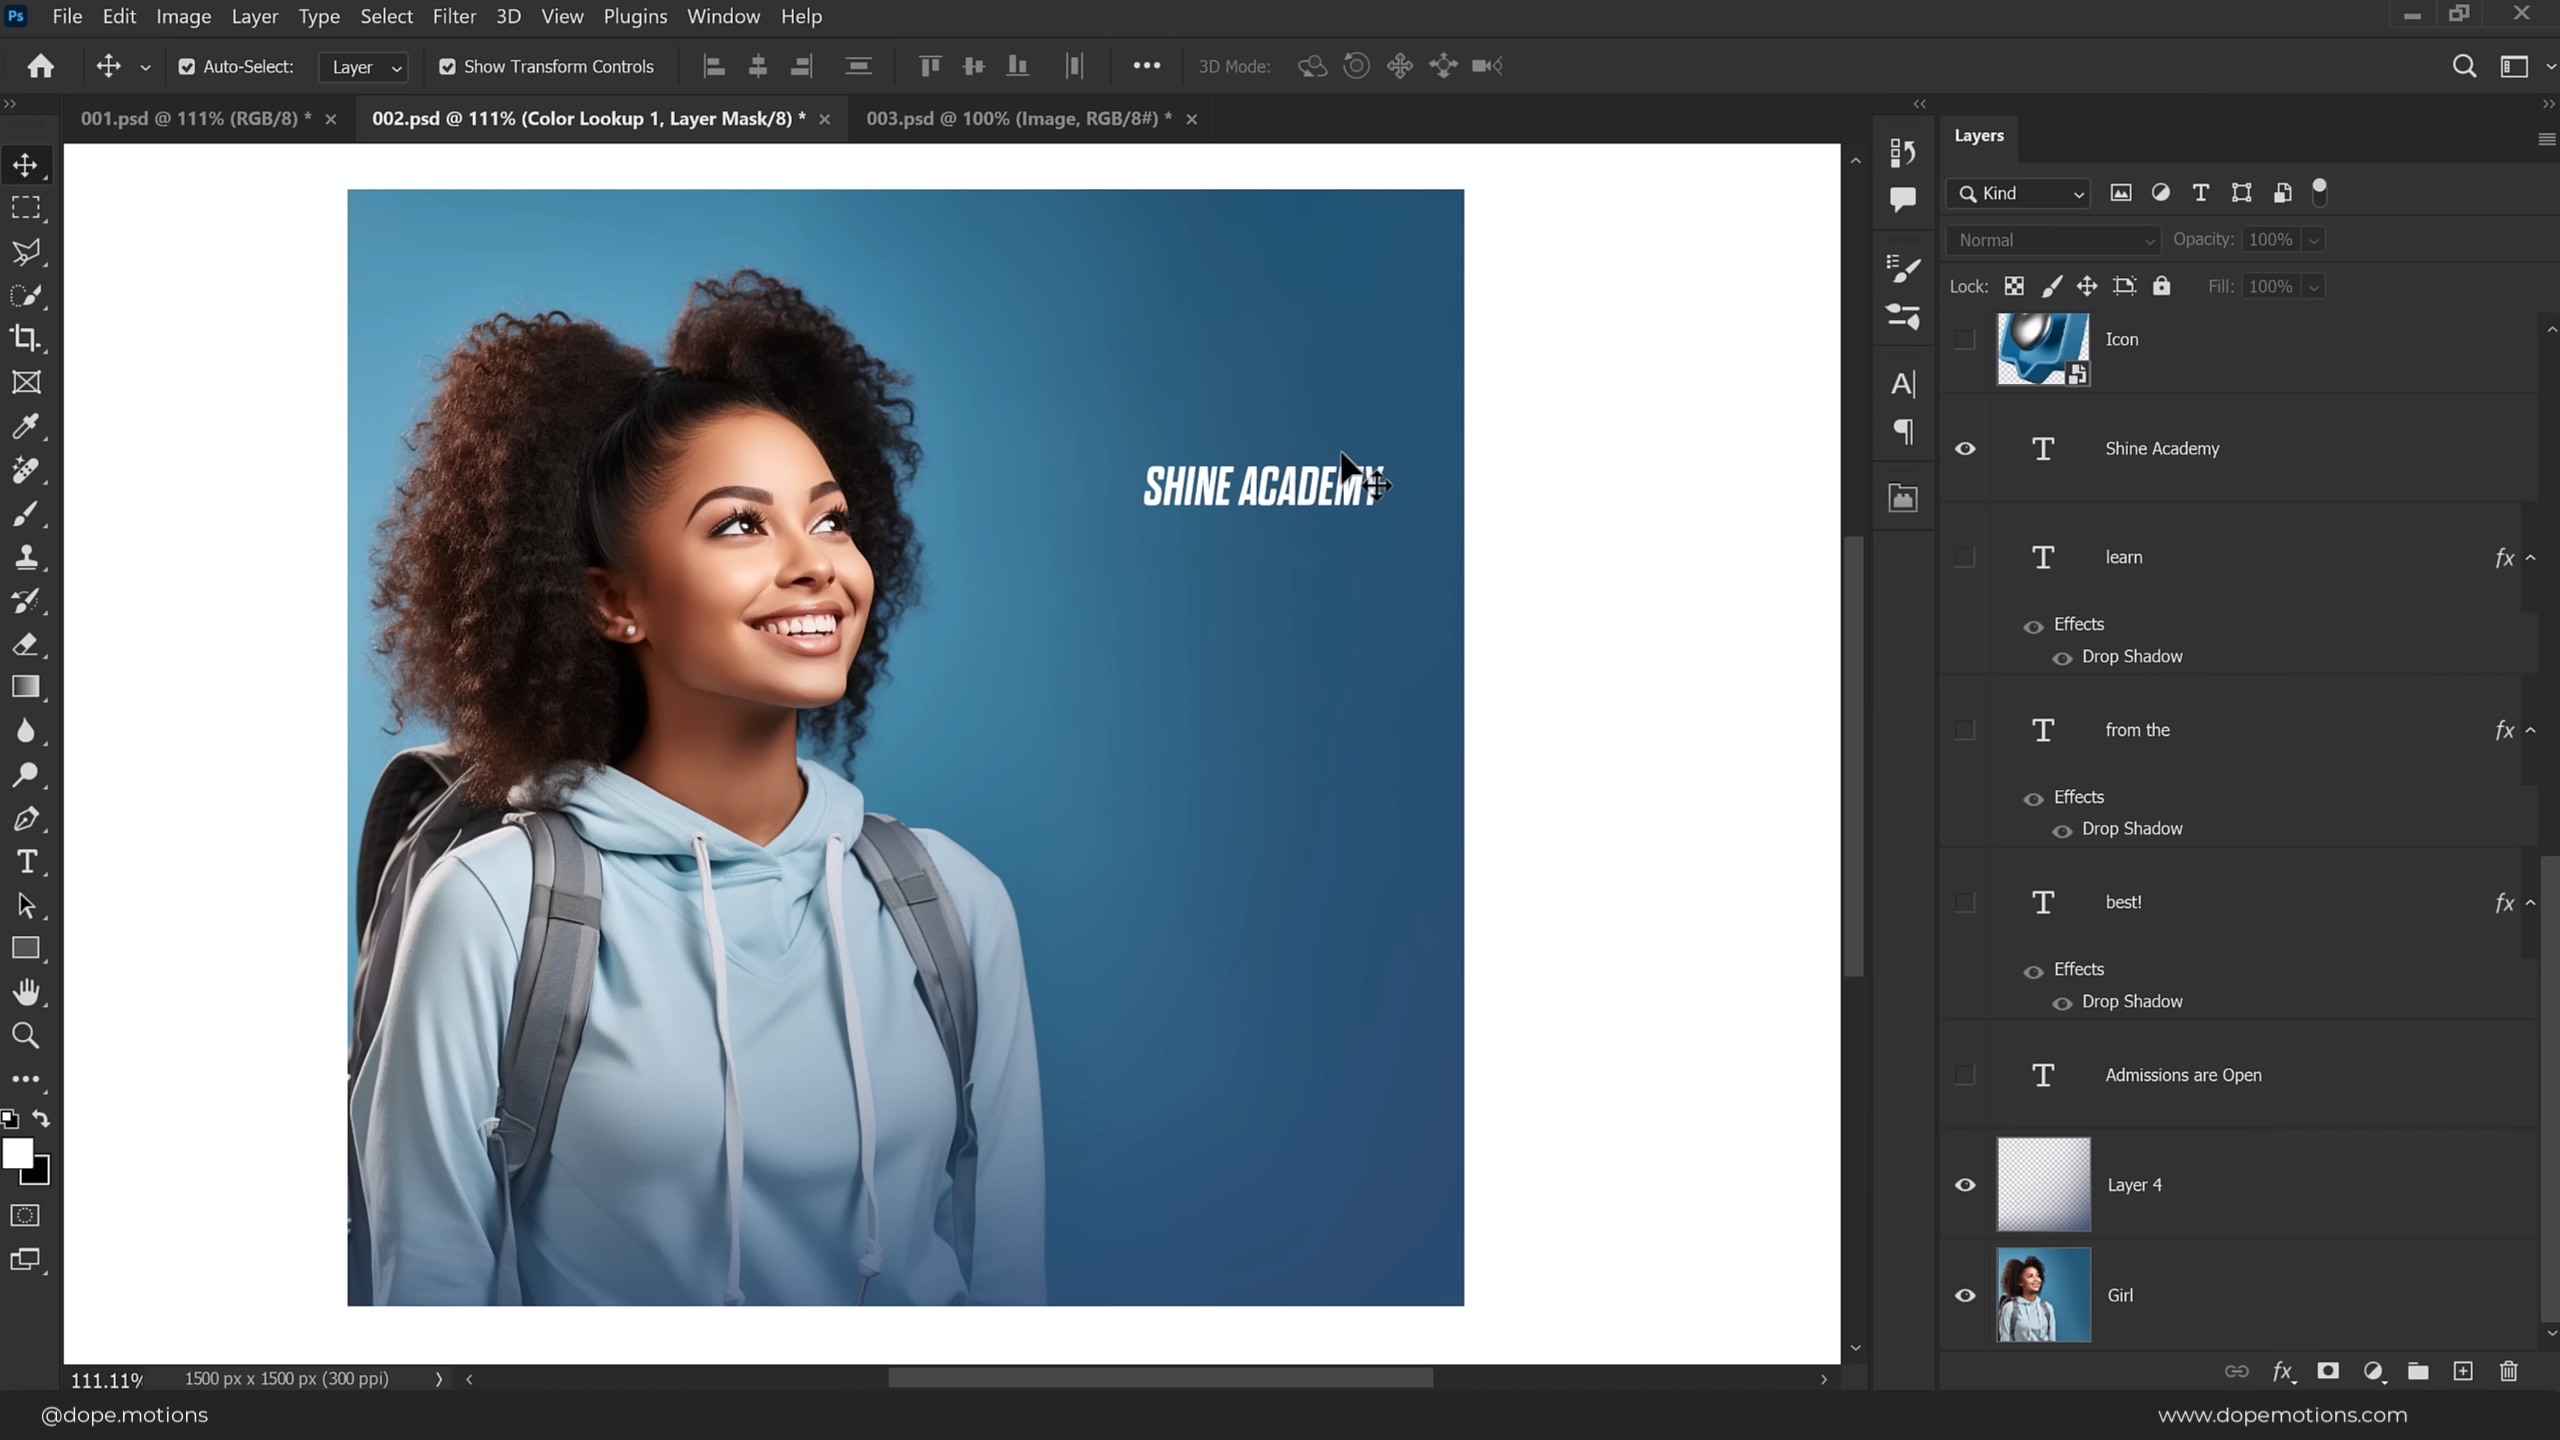 Ps File Edit Image Layer Type Select Filter 3D View Plugins Window Help
Auto-Select: Layer Show Transform Controls 3D Mode:
001.psd @ 111% (RGB/8) * 002.psd @ 111% (Color Lookup 1, Layer Mask/8) * 003.psd @ 100% (Image, RGB/8#) *
Layers
Kind
Normal Opacity: 100%
Lock: Fill: 100%
Icon
Shine Academy
SHINE ACADEMY
learn fx
Effects
Drop Shadow
from the fx
Effects
Drop Shadow
best! fx
Effects
Drop Shadow
Admissions are Open
Layer 4
Girl
111.11% 1500 px x 1500 px (300 ppi)
fx
@dope.motions www.dopemotions.com